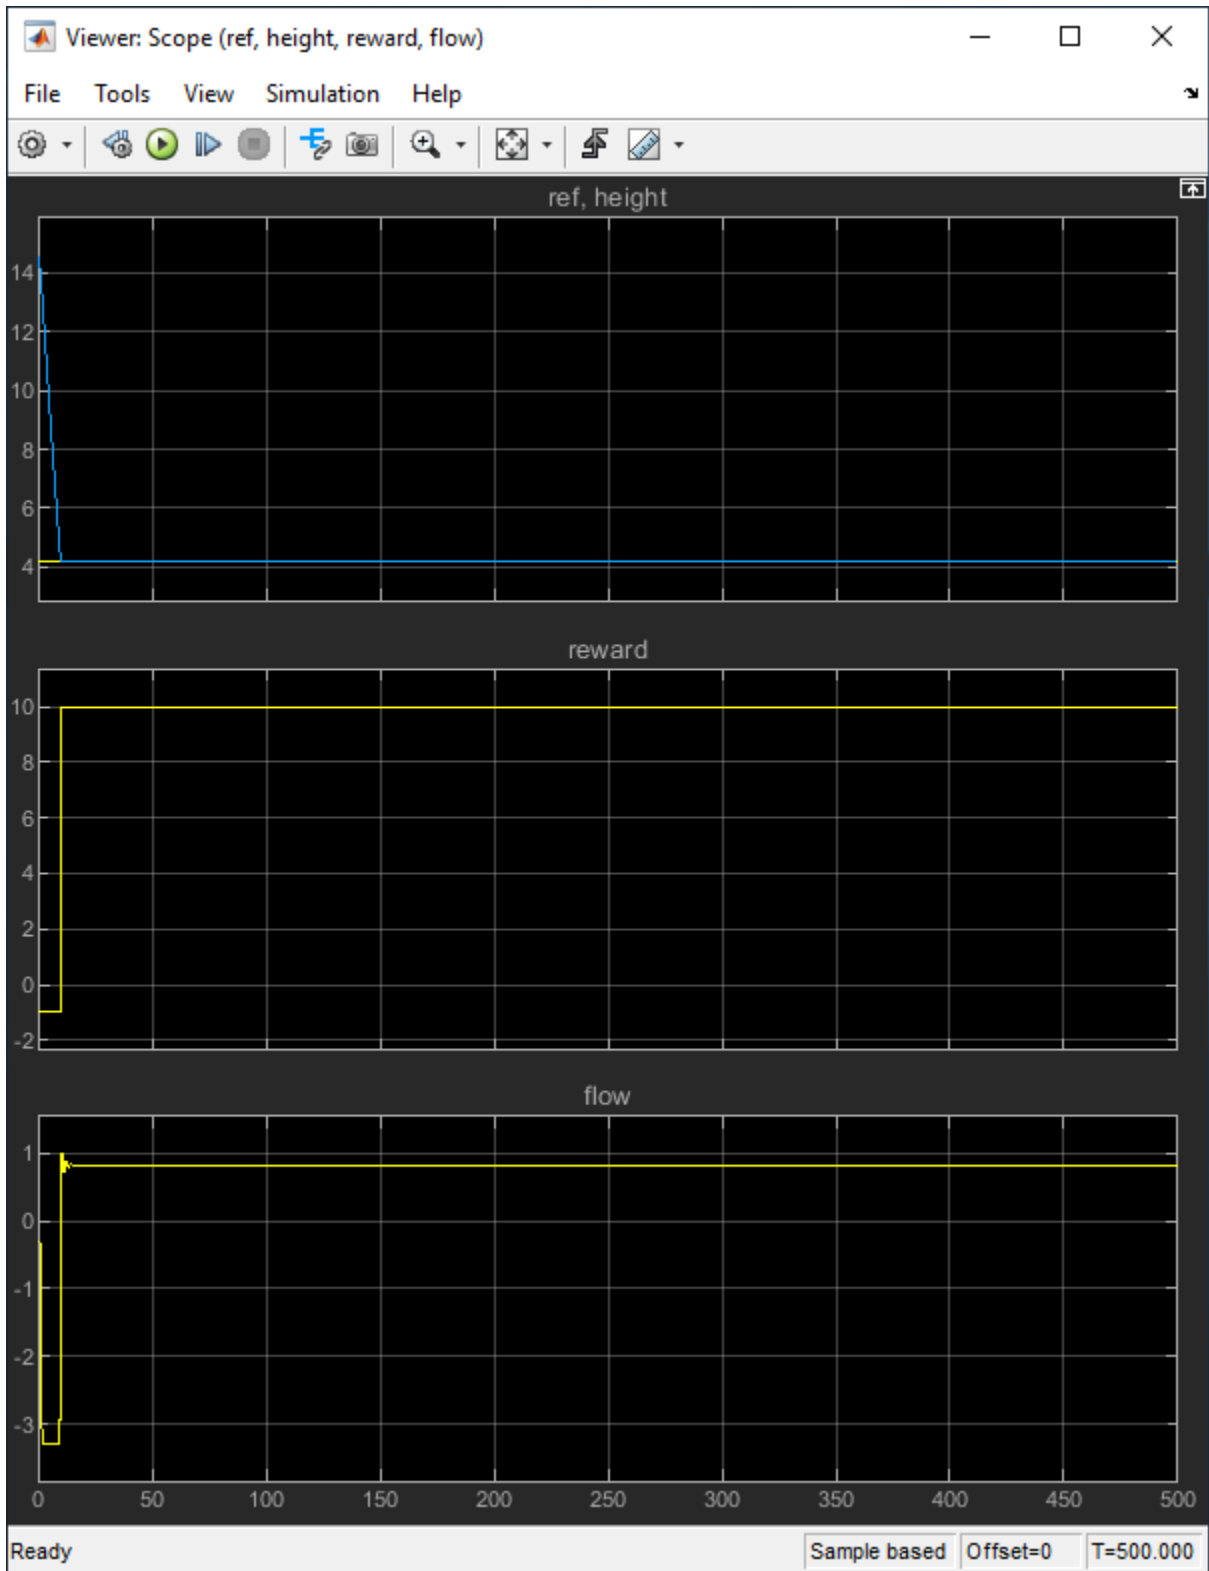 Viewer: Scope (ref, height, reward, flow)
File Tools View Simulation Help
ref, height
14
12
10
8
6
4
reward
10
8
6
4
2
0
-2
flow
1
0
-1
-2
-3
0 50 100 150 200 250 300 350 400 450 500
Ready Sample based Offset=0 T=500.000